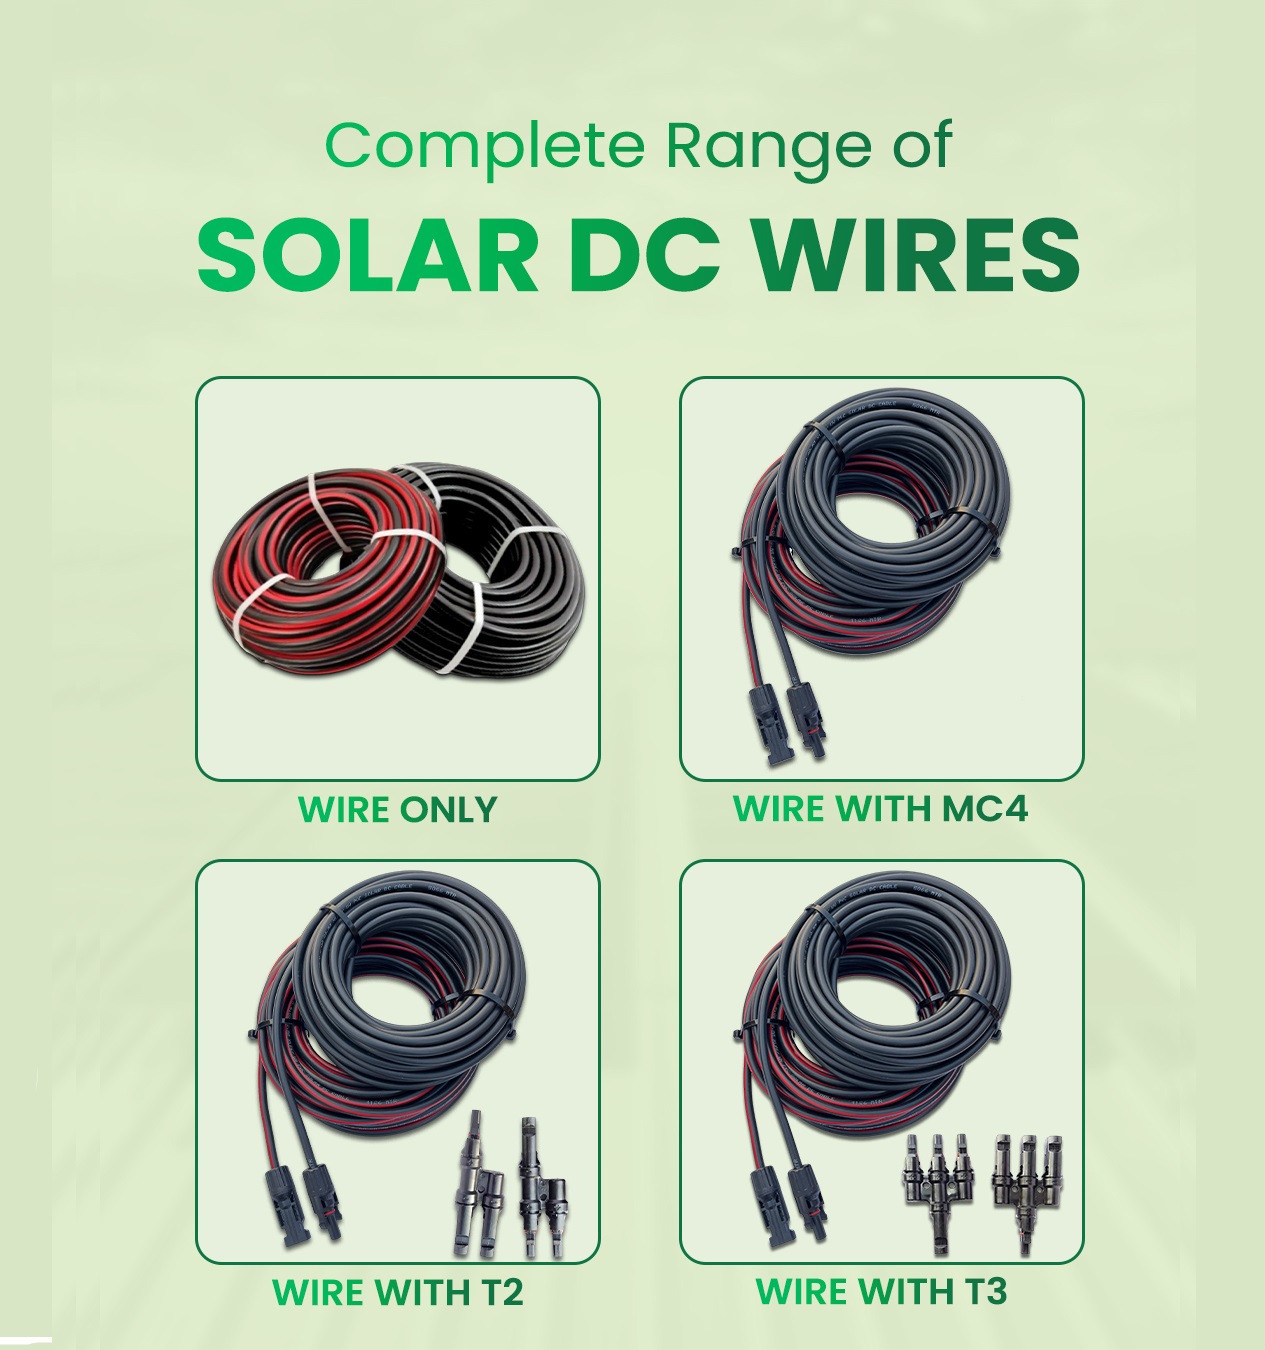 Complete Range of
SOLAR DC WIRES
WIRE ONLY
WIRE WITH MC4
WIRE WITH T2
WIRE WITH T3